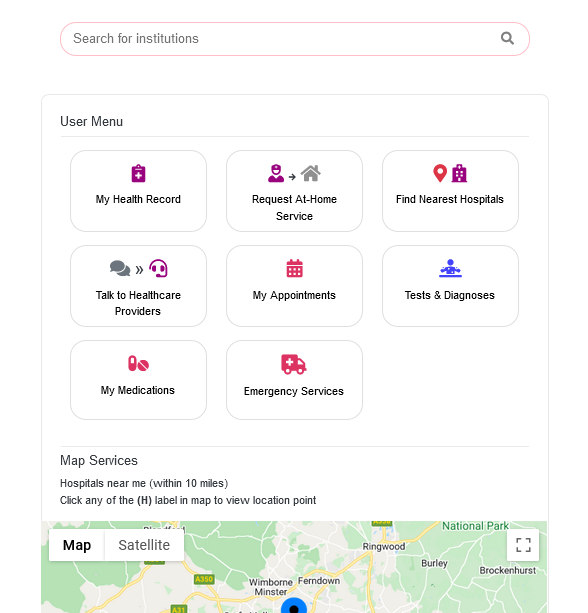 Search for institutions
User Menu
My Health Record
Request At-Home
Service
Find Nearest Hospitals
Talk to Healthcare
Providers
My Appointments
Tests & Diagnoses
My Medications
Emergency Services
Map Services
Hospitals near me (within 10 miles)
Click any of the (H) label in map to view location point
Map
Satellite
National Park
Ringwood
Burley
Brockenhurst
A350
Wimborne
Minster
Ferndown
A31